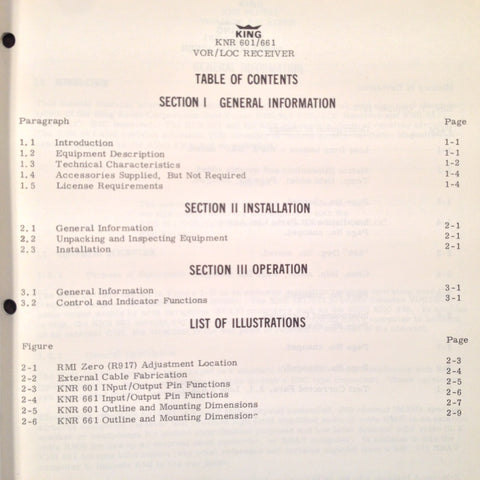 KING
KNR 601/661
VOR/LOC RECEIVER
TABLE OF CONTENTS
SECTION I GENERAL INFORMATION
Paragraph Page
1.1 Introduction 1-1
1.2 Equipment Description 1-1
1.3 Technical Characteristics 1-2
1.4 Accessories Supplied, But Not Required 1-4
1.5 License Requirements 1-4
SECTION II INSTALLATION
2.1 General Information 2-1
2.2 Unpacking and Inspecting Equipment 2-1
2.3 Installation 2-1
SECTION III OPERATION
3.1 General Information 3-1
3.2 Control and Indicator Functions 3-1
LIST OF ILLUSTRATIONS
Figure Page
2-1 RMI Zero (R917) Adjustment Location 2-3
2-2 External Cable Fabrication 2-4
2-3 KNR 601 INput/Output Pin Functions 2-5
2-4 KNR 661 Input/Output Pin Functions 2-6
2-5 KNR 601 Outline and Mounting Dimensions 2-7
2-6 KNR 661 Outline and Mounting Dimensions 2-9